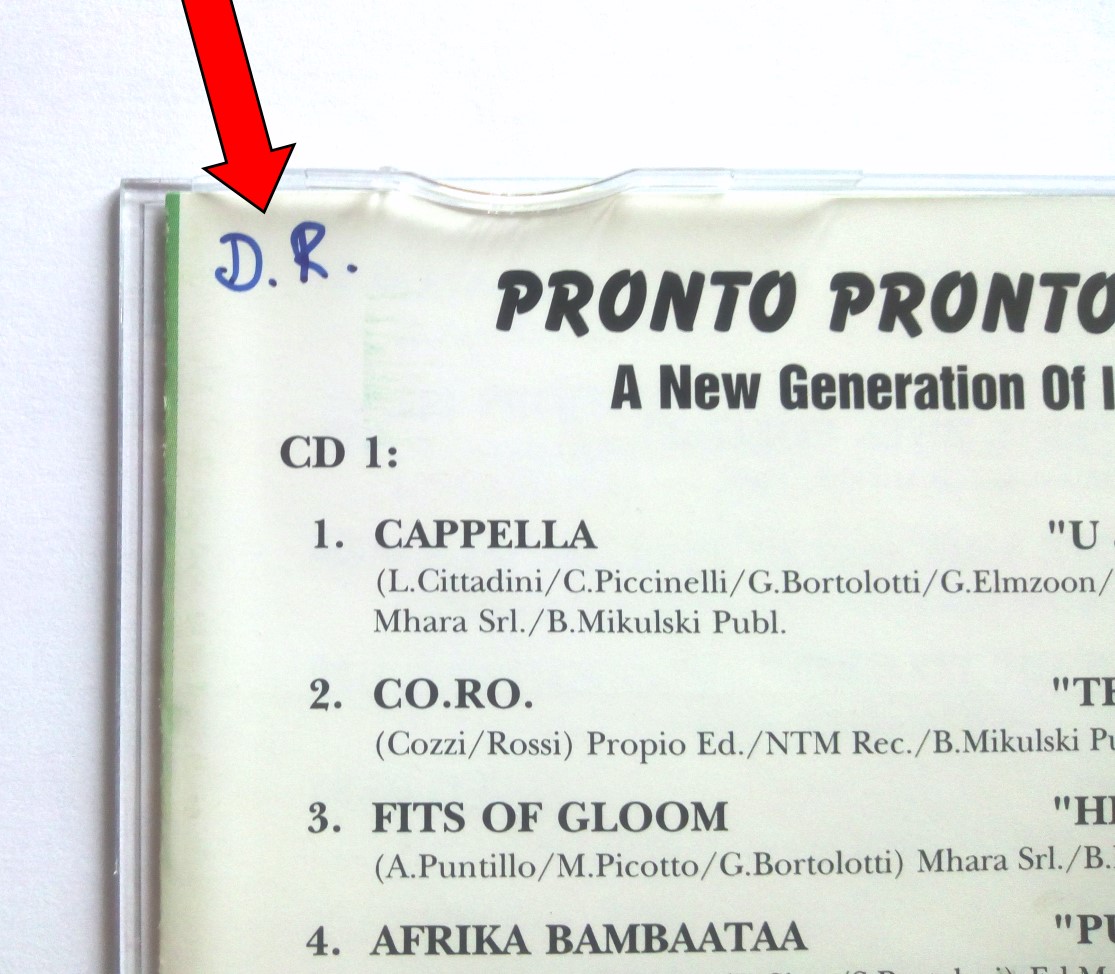 D. R.
PRONTO PRONTO
A New Generation Of
CD 1:
1. CAPPELLA "U
(L.Cittadini/C.Piccinelli/G.Bortolotti/G.Elmzoon/
Mhara Srl./B.Mikulski Publ.
2. CO.RO. "TE
(Cozzi/Rossi) Propio Ed./NTM Rec./B.Mikulski Pu
3. FITS OF GLOOM "HE
(A.Puntillo/M.Picotto/G.Bortolotti) Mhara Srl./B.
4. AFRIKA BAMBAATAA "PU